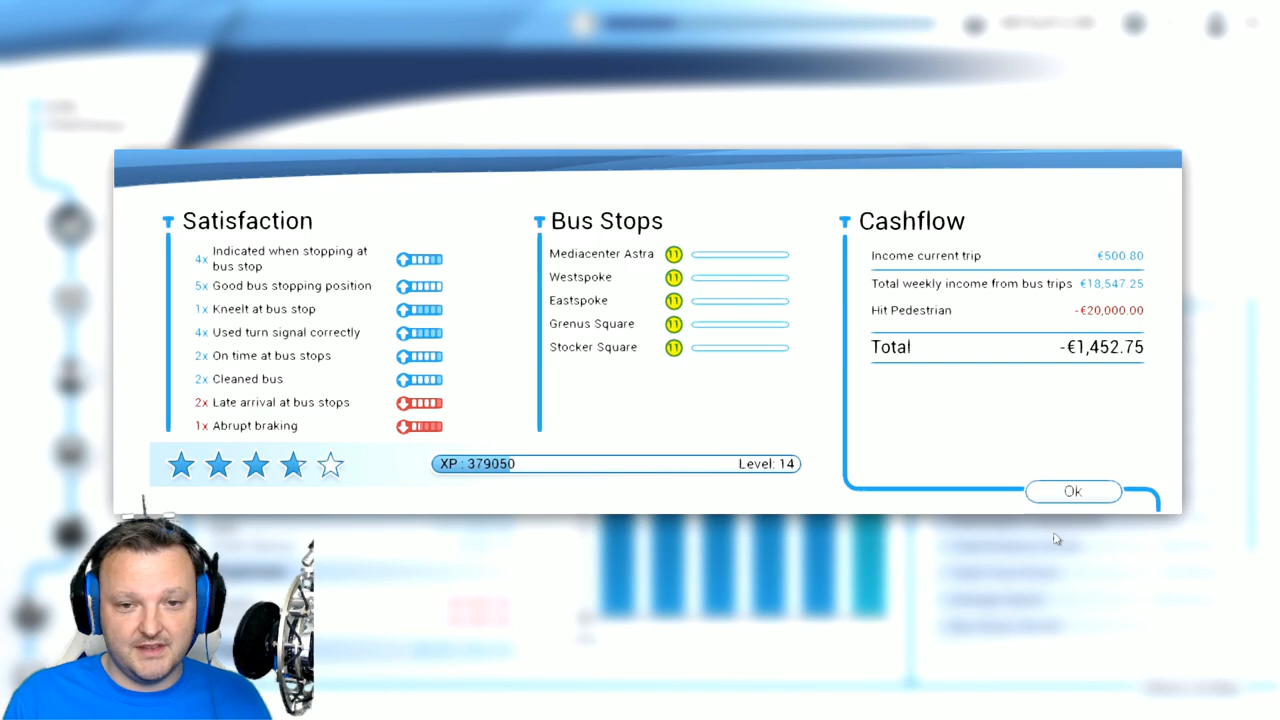 Satisfaction
4x Indicated when stopping at
bus stop
5x Good bus stopping position
1x Kneelt at bus stop
4x Used turn signal correctly
2x On time at bus stops
2x Cleaned bus
2x Late arrival at bus stops
1x Abrupt braking
XP : 379050 Level: 14
Bus Stops
Mediacenter Astra 11
Westspoke 11
Eastspoke 11
Grenus Square 11
Stocker Square 11
Cashflow
Income current trip €500.80
Total weekly income from bus trips €18,547.25
Hit Pedestrian -€20,000.00
Total -€1,452.75
Ok